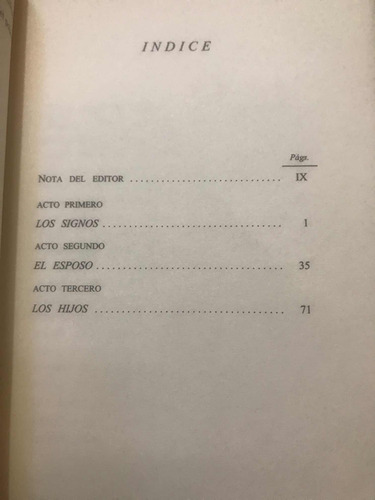 INDICE
Págs.
NOTA DEL EDITOR ............................ IX
ACTO PRIMERO
LOS SIGNOS ................................. 1
ACTO SEGUNDO
EL ESPOSO .................................. 35
ACTO TERCERO
LOS HIJOS .................................. 71